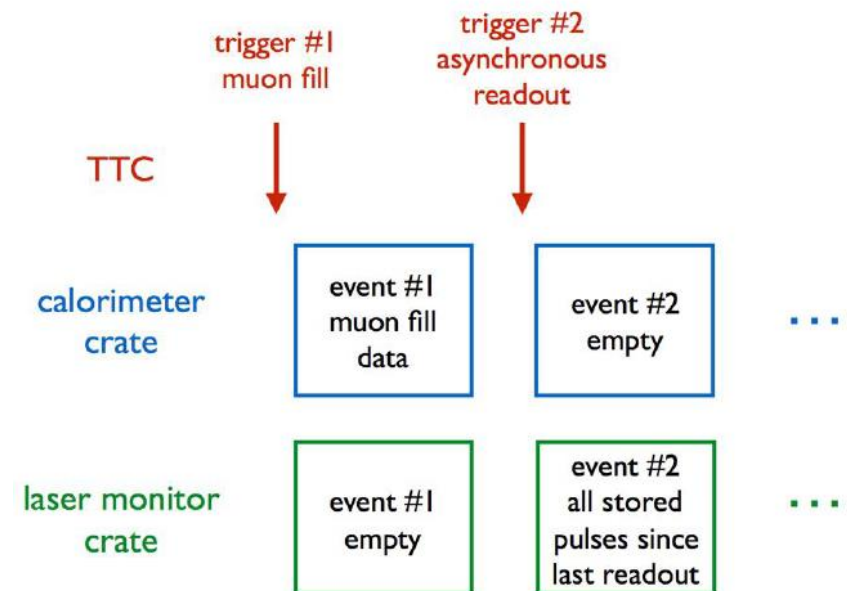 trigger #1
muon fill
trigger #2
asynchronous
readout
TTC
calorimeter
crate
event #1
muon fill
data
event #2
empty
...
laser monitor
crate
event #1
empty
event #2
all stored
pulses since
last readout
...